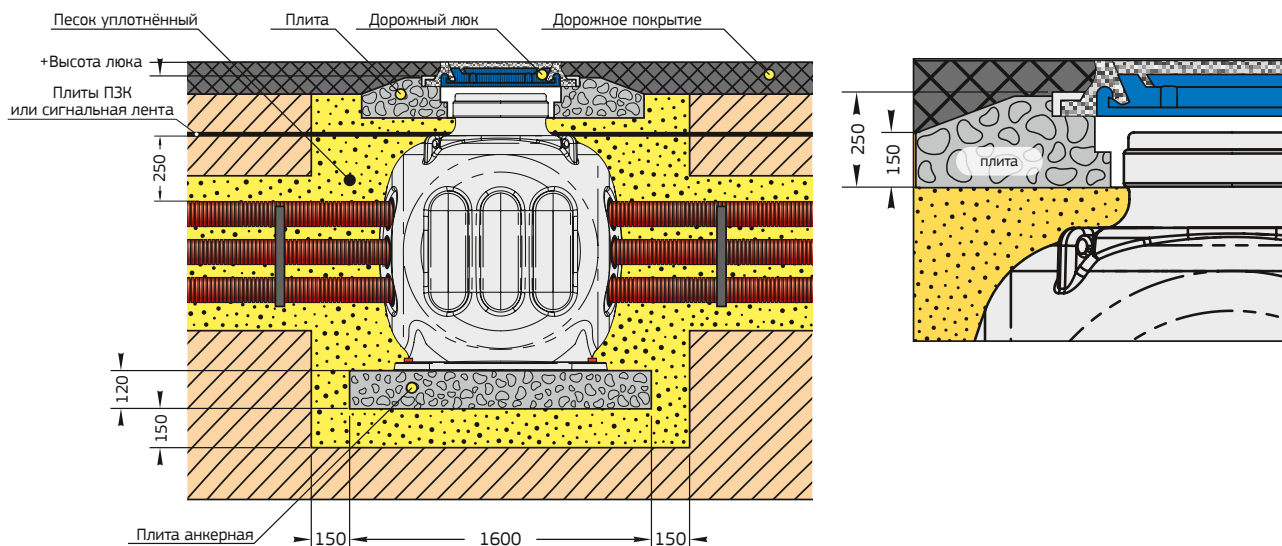 Песок уплотнённый
Плита
Дорожный люк
Дорожное покрытие
+Высота люка
Плиты ПЗК
или сигнальная лента
250
120
150
Плита анкерная
150
1600
150
250
150
плита